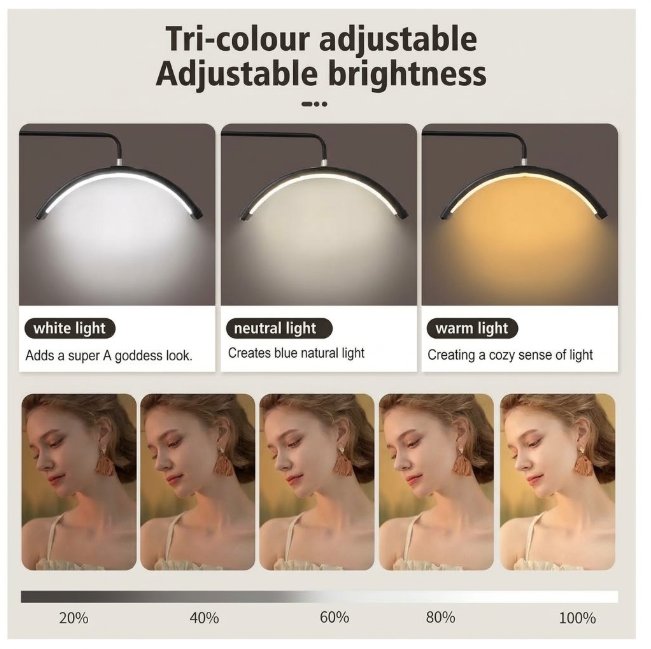 Tri-colour adjustable
Adjustable brightness
white light
Adds a super A goddess look.
neutral light
Creates blue natural light
warm light
Creating a cozy sense of light
20%
40%
60%
80%
100%